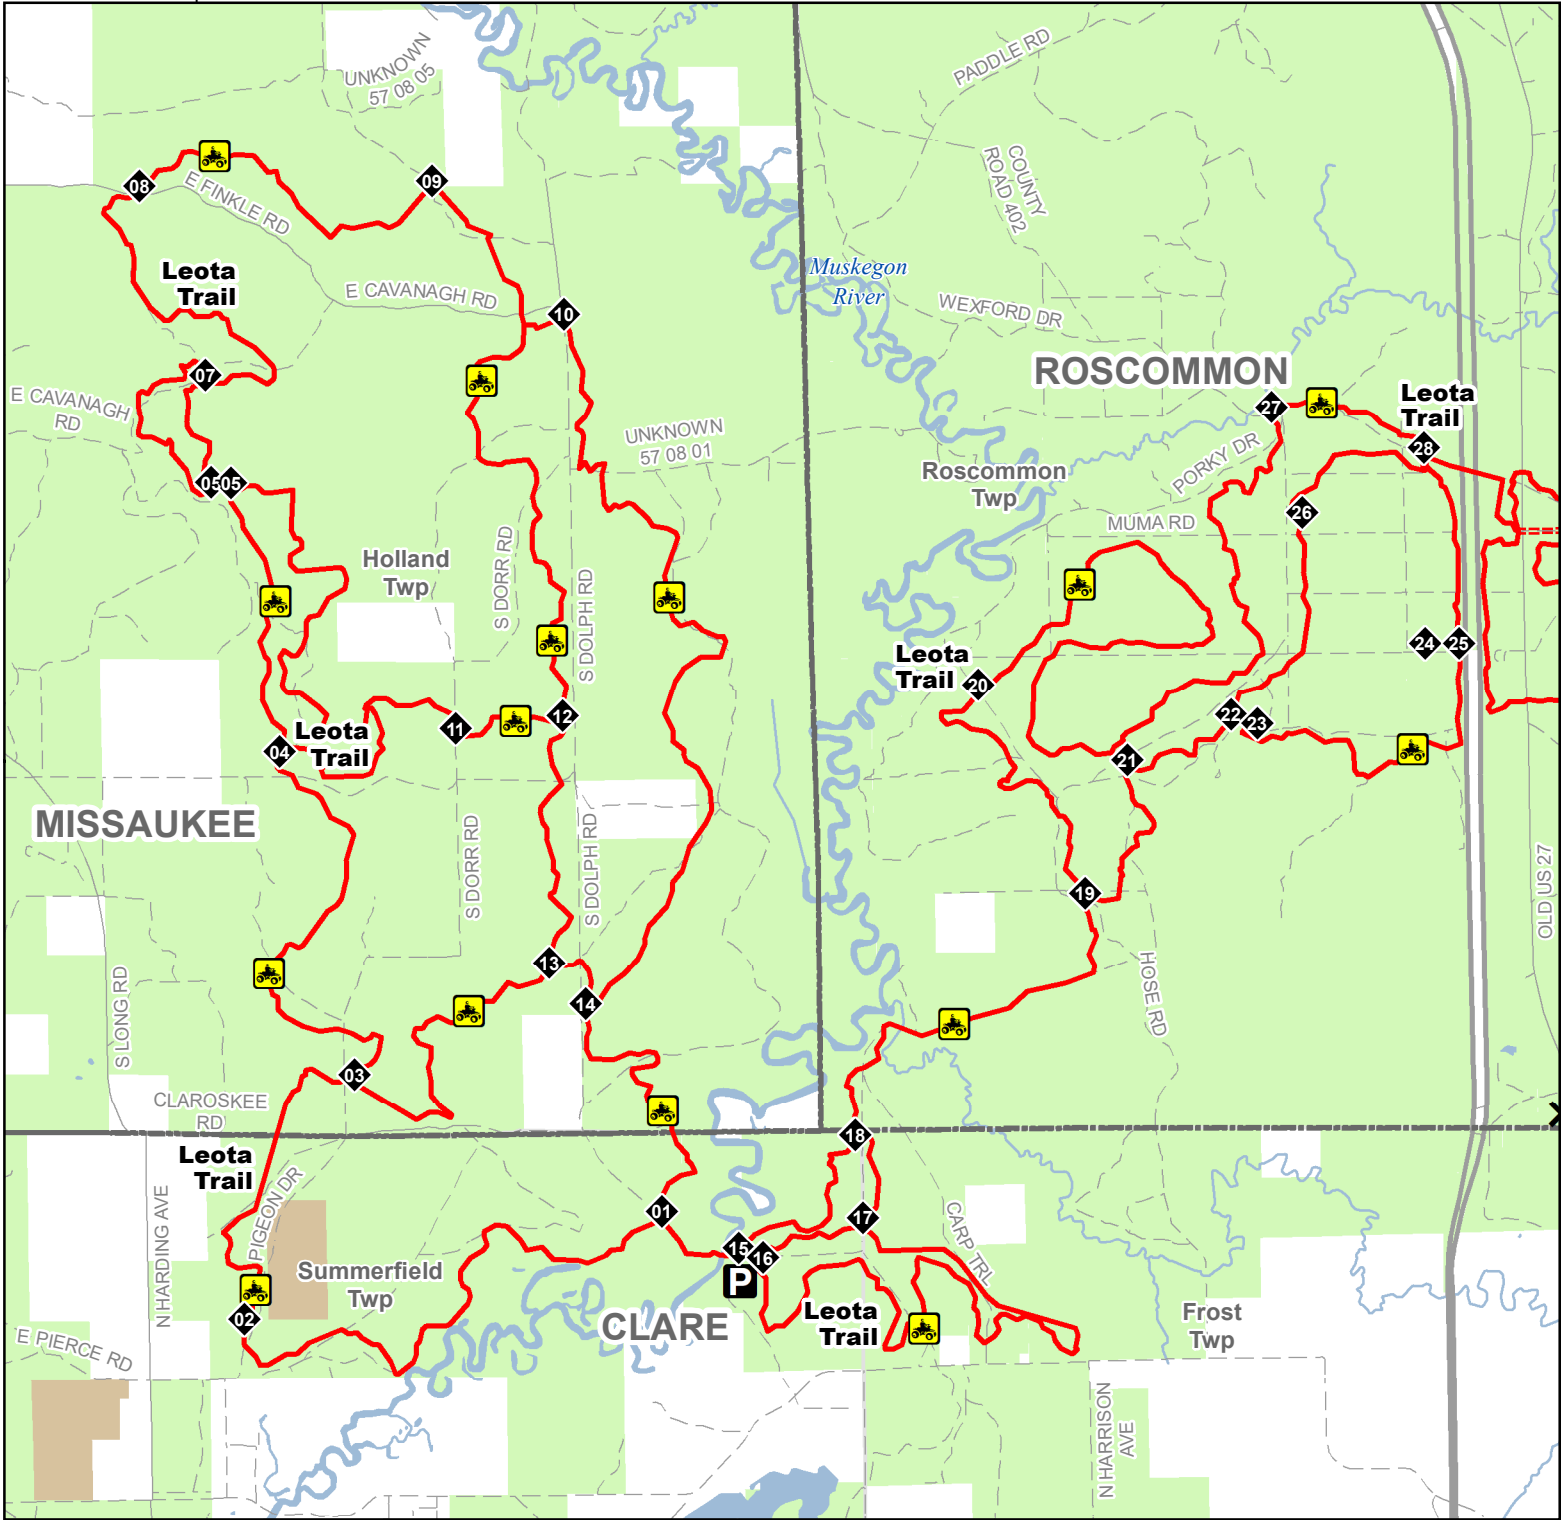 UNKNOWN
57 08 05
PADDLE RD
COUNTY
ROAD 402
08
09
E FINKLE RD
Leota
Trail
E CAVANAGH RD
10
Muskegon
River
WEXFORD DR
ROSCOMMON
07
E CAVANAGH
RD
27
Leota
Trail
28
UNKNOWN
57 08 01
PORKY DR
Roscommon
Twp
05
05
26
MUMA RD
S DORR RD
Holland
Twp
S DOLPH RD
24
25
Leota
Trail
20
22
23
11
12
Leota
Trail
04
21
MISSAUKEE
S DORR RD
S DOLPH RD
OLD US 27
19
13
14
HOSE RD
S LONG RD
03
CLAROSKEE
RD
18
Leota
Trail
PIGEON DR
N HARDING AVE
01
17
CARP TRL
15
16
P
Summerfield
Twp
02
CLARE
Leota
Trail
Frost
Twp
E PIERCE RD
N HARRISON
AVE